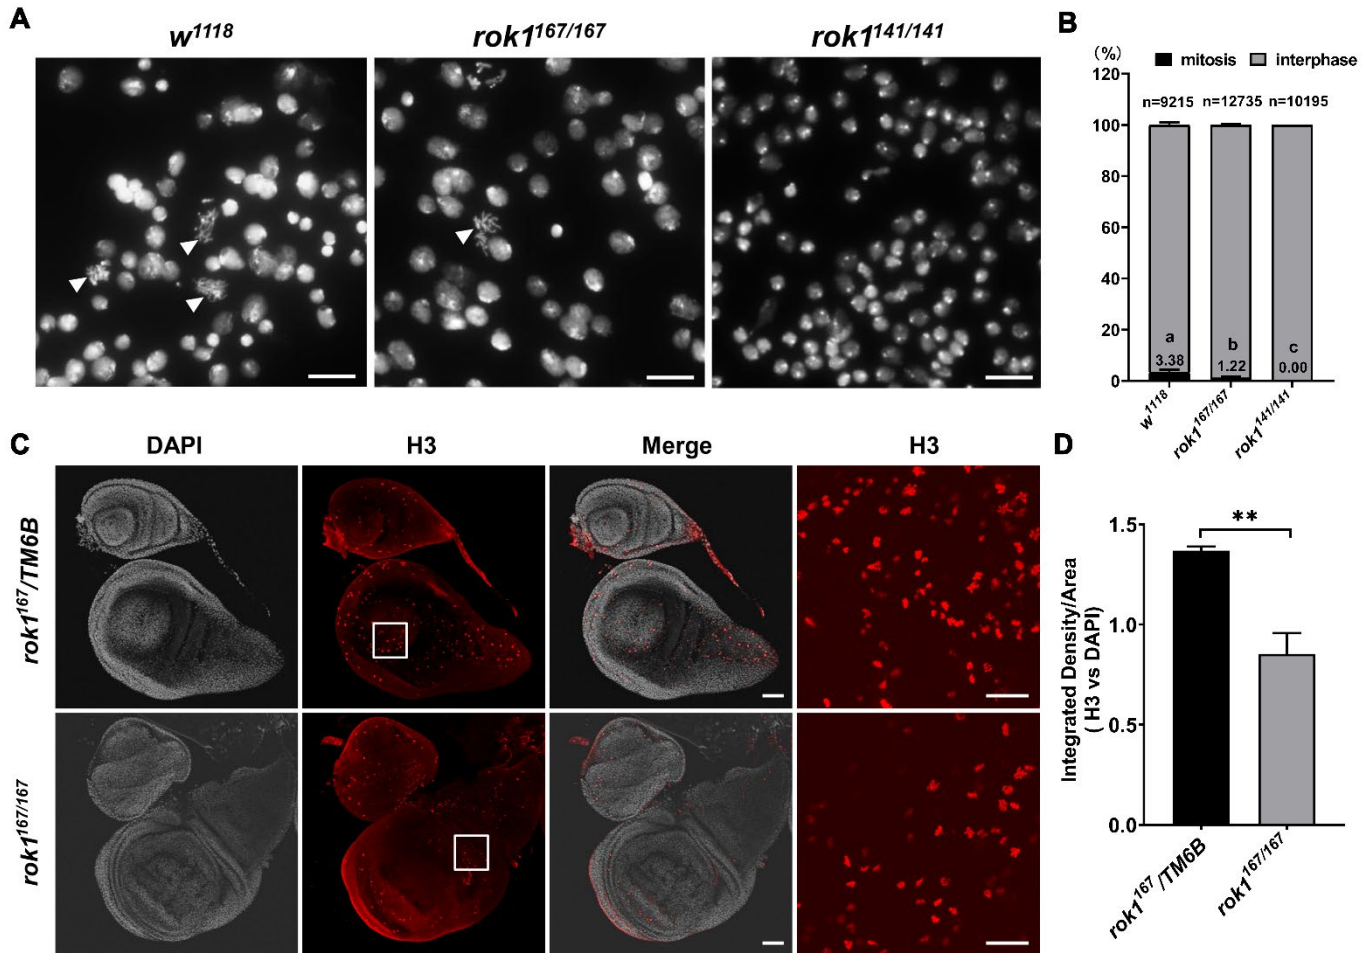 A
w1118
rok1167/167
rok1141/141
B
(%)
mitosis
interphase
120
n=9215
n=12735
n=10195
100
80
60
40
20
0
a
3.38
b
1.22
c
0.00
w1118
rok1167/167
rok1141/141
C
DAPI
H3
Merge
H3
rok1167/TM6B
rok1167/167
D
**
1.5
1.0
0.5
0.0
Integrated Density/Area
( H3 vs DAPI)
rok1167/TM6B
rok1167/167